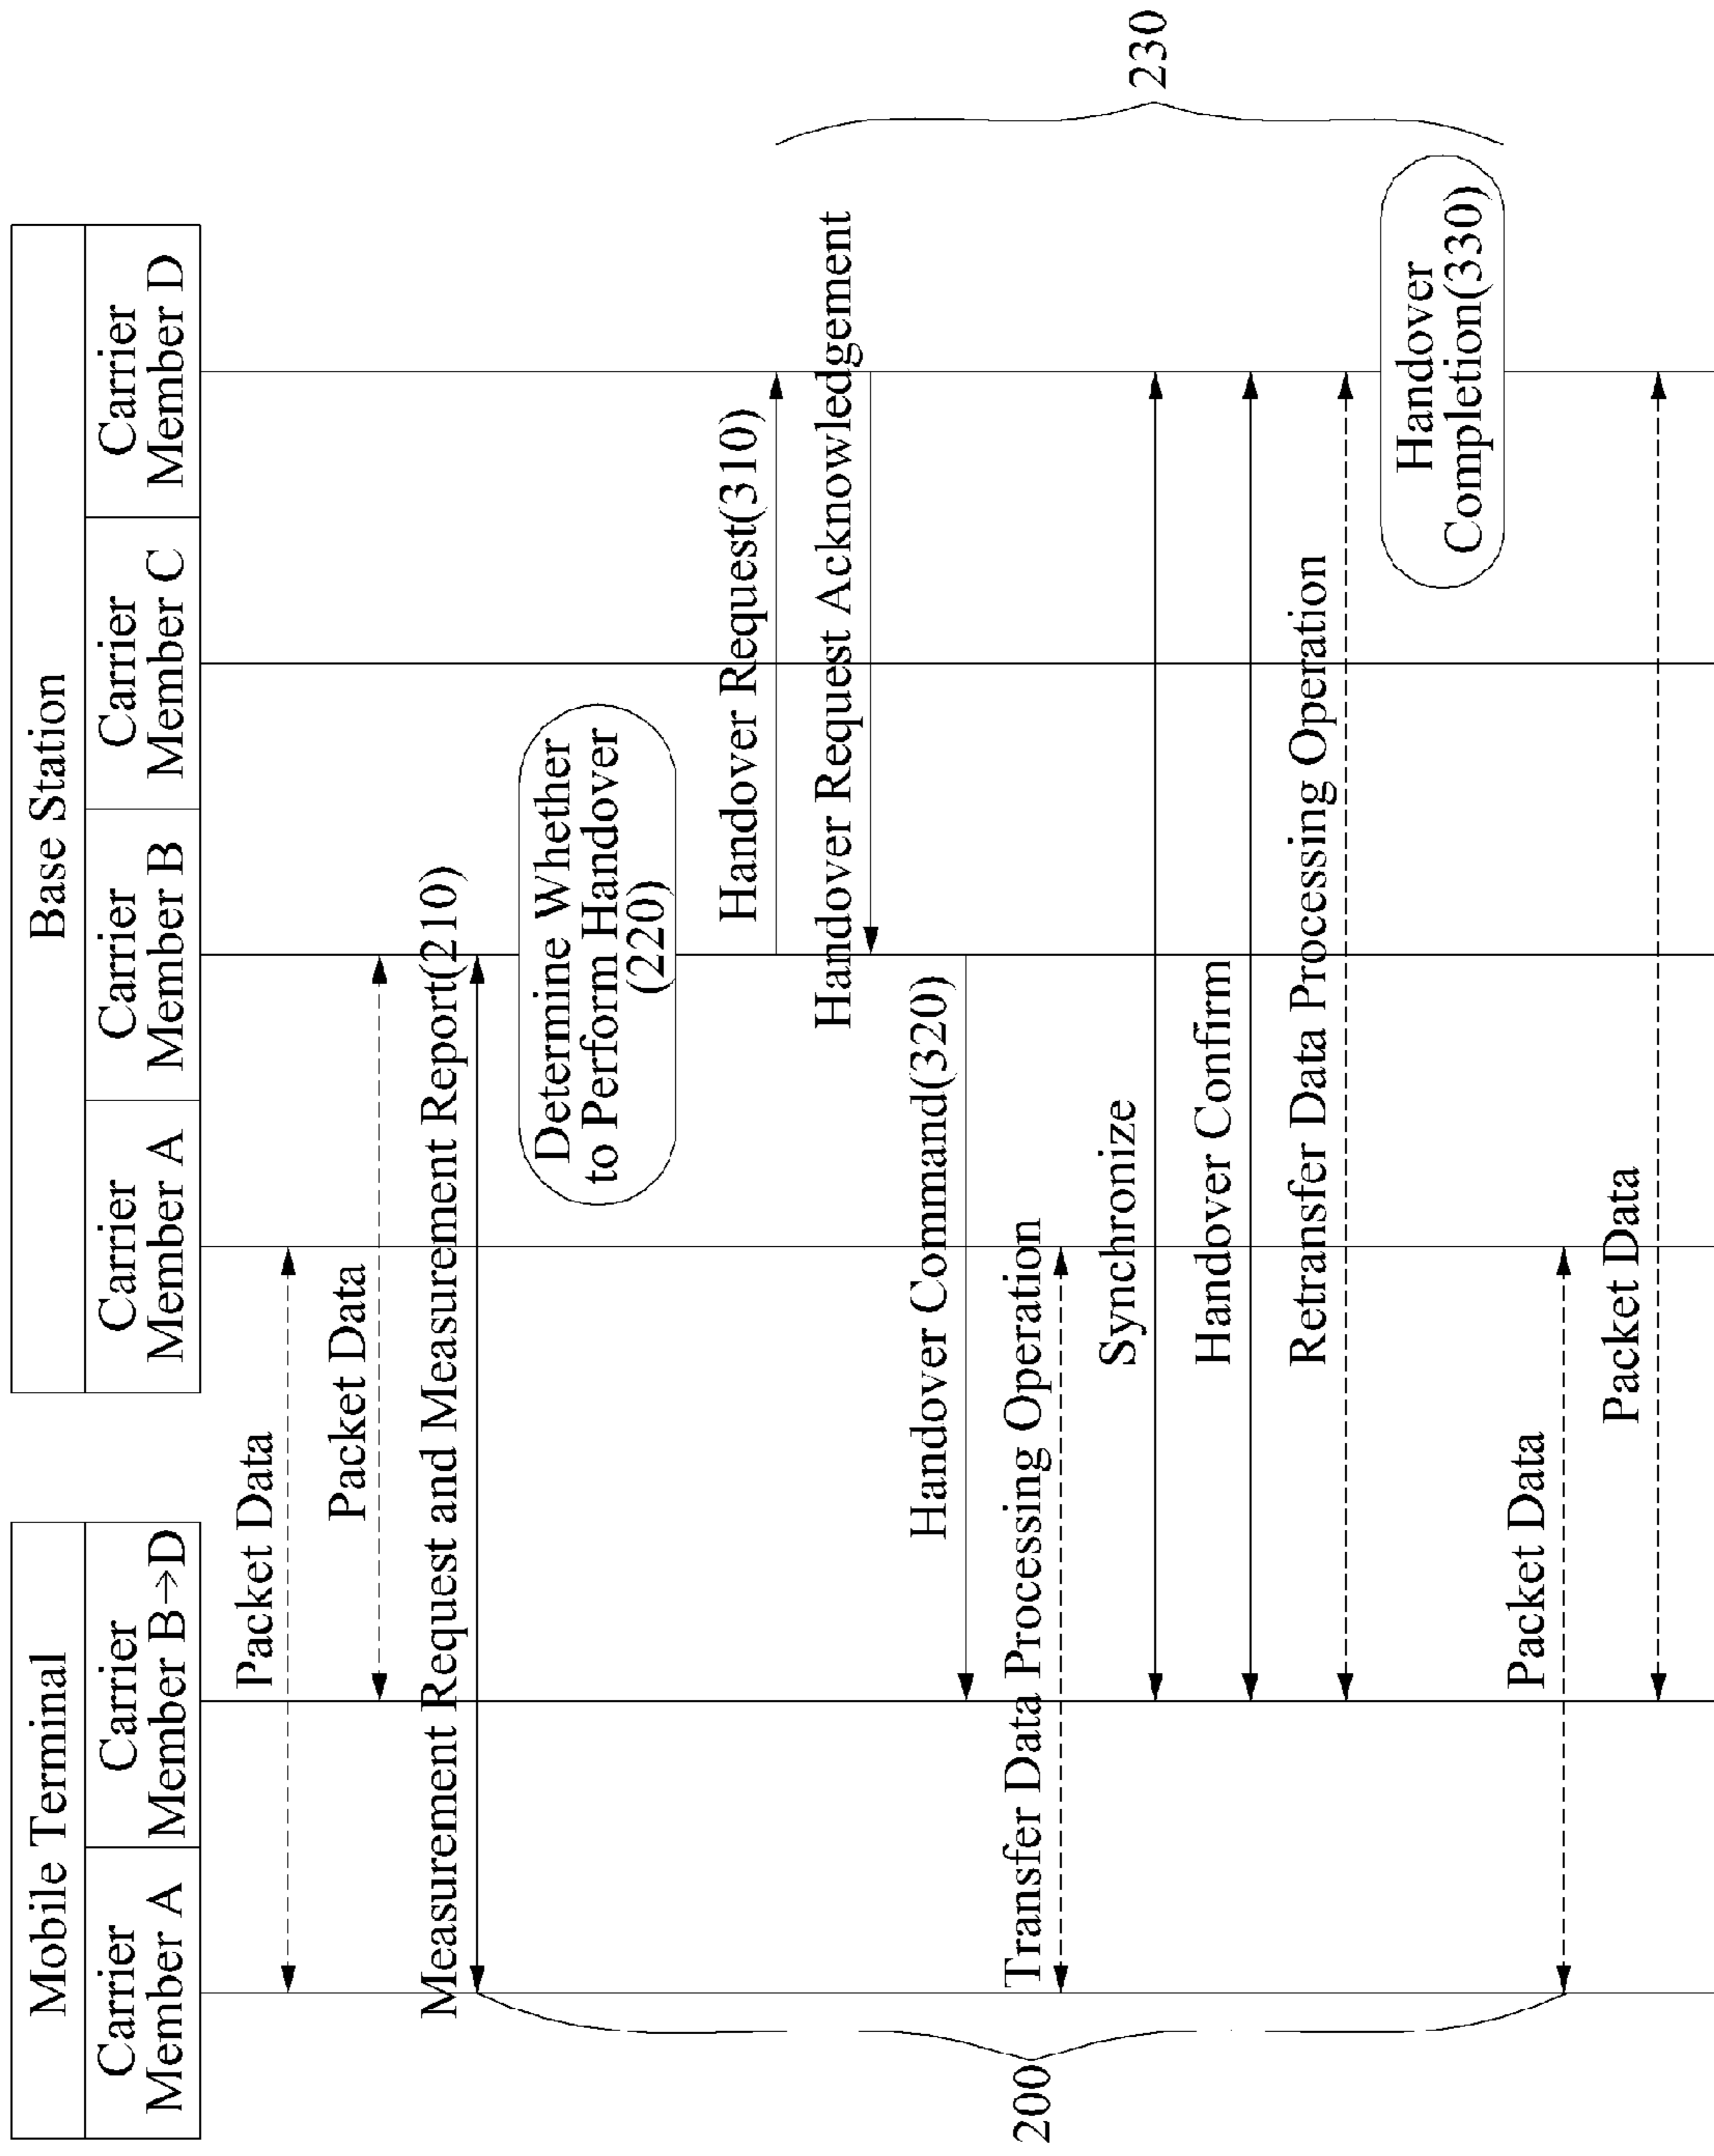 Mobile Terminal
Base Station
Carrier
Member A
Carrier
Member B→D
Carrier
Member A
Carrier
Member B
Carrier
Member C
Carrier
Member D
Packet Data
Packet Data
Measurement Request and Measurement Report(210)
Determine Whether
to Perform Handover
(220)
Handover Request(310)
Handover Request Acknowledgement
Handover Command(320)
Transfer Data Processing Operation
Synchronize
Handover Confirm
Retransfer Data Processing Operation
Handover
Completion(330)
Packet Data
Packet Data
200
230